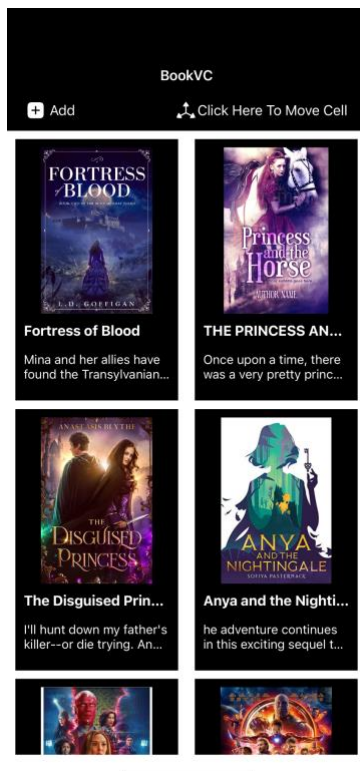 BookVC
Add
Click Here To Move Cell
FORTRESS
of BLOOD
L.D. GOFFIGAN
Princess
and the
Horse
AUTHOR NAME
Fortress of Blood
THE PRINCESS AN...
Mina and her allies have
found the Transylvanian...
Once upon a time, there
was a very pretty princ...
ANASTASIS BLYTHE
THE
DISGUISED
PRINCESS
ANYA
AND THE
NIGHTINGALE
SOFIYA PASTERNACK
The Disguised Prin...
Anya and the Nighti...
I'll hunt down my father's
killer--or die trying. An...
he adventure continues
in this exciting sequel t...